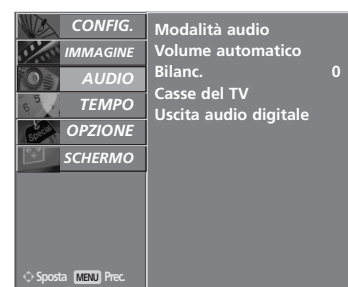 CONFIG.
IMMAGINE
AUDIO
TEMPO
OPZIONE
SCHERMO
Modalità audio
Volume automatico
Bilanc. 0
Casse del TV
Uscita audio digitale
Sposta MENU Prec.